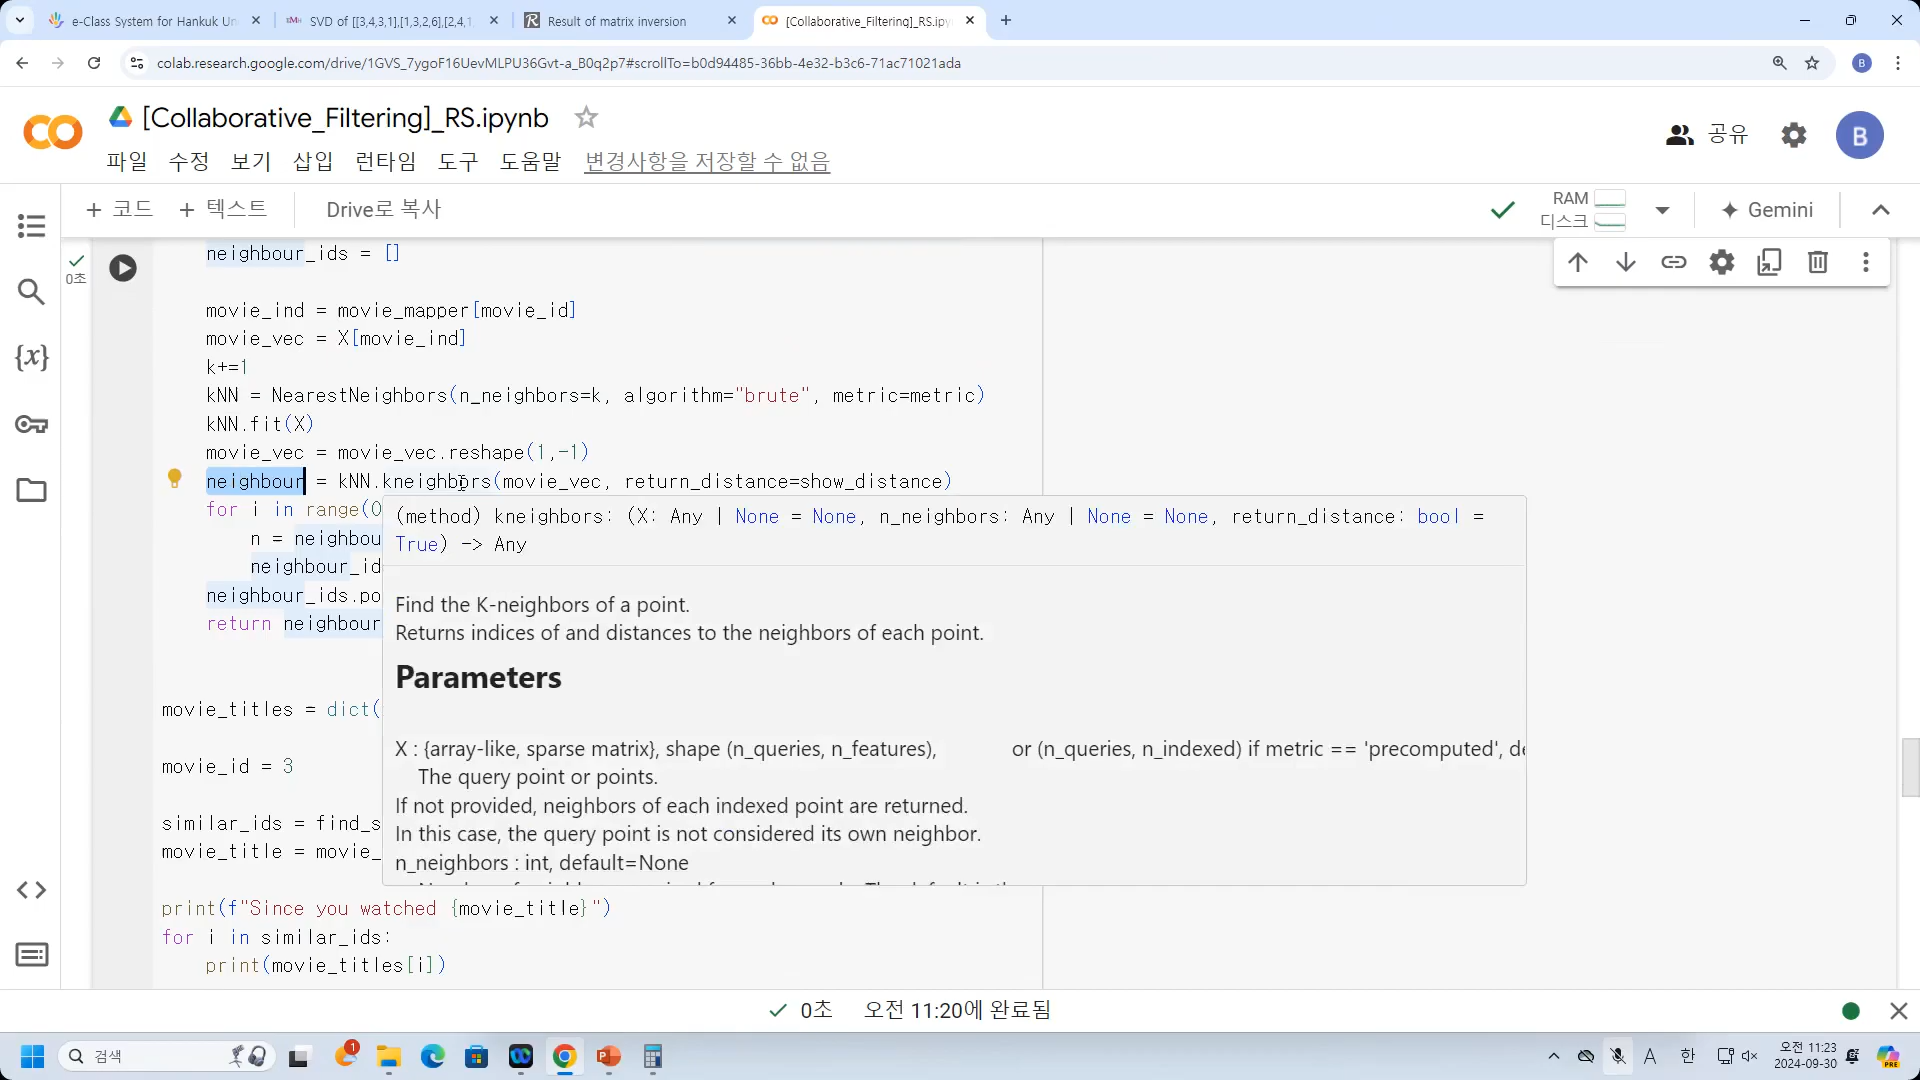 e-Class System for Hankuk Un
SVD of [[3,4,3,1],[1,3,2,6],[2,4,1,
Result of matrix inversion
[Collaborative_Filtering]_RS.ipyn
colab.research.google.com/drive/1GVS_7ygoF16UevMLPU36Gvt-a_B0q2p7#scrollTo=b0d94485-36bb-4e32-b3c6-71ac71021ada
B
[Collaborative_Filtering]_RS.ipynb
공유
B
파일 수정 보기 삽입 런타임 도구 도움말 변경사항을 저장할 수 없음
+ 코드 + 텍스트 Drive로 복사
RAM
디스크
Gemini
0초
neighbour_ids = []
movie_ind = movie_mapper[movie_id]
movie_vec = X[movie_ind]
k+=1
kNN = NearestNeighbors(n_neighbors=k, algorithm="brute", metric=metric)
kNN.fit(X)
movie_vec = movie_vec.reshape(1,-1)
neighbour = kNN.kneighbors(movie_vec, return_distance=show_distance)
for i in range(0
n = neighbou
neighbour_id
neighbour_ids.po
return neighbour
(method) kneighbors: (X: Any | None = None, n_neighbors: Any | None = None, return_distance: bool =
True) -> Any
Find the K-neighbors of a point.
Returns indices of and distances to the neighbors of each point.
Parameters
X : {array-like, sparse matrix}, shape (n_queries, n_features), or (n_queries, n_indexed) if metric == 'precomputed', de
The query point or points.
If not provided, neighbors of each indexed point are returned.
In this case, the query point is not considered its own neighbor.
n_neighbors : int, default=None
movie_titles = dict(
movie_id = 3
similar_ids = find_s
movie_title = movie_
print(f"Since you watched {movie_title}")
for i in similar_ids:
print(movie_titles[i])
0초 오전 11:20에 완료됨
검색
1
A
한
오전 11:23
2024-09-30
PRE